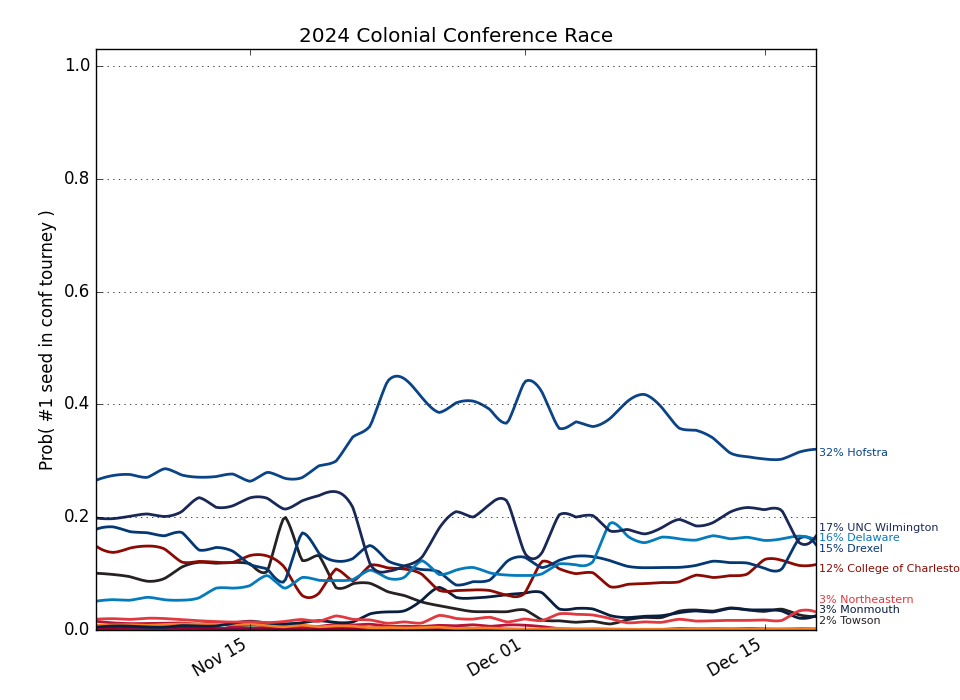 2024 Colonial Conference Race
Prob( #1 seed in conf tourney )
1.0
0.8
0.6
0.4
0.2
0.0
Nov 15
Dec 01
Dec 15
32% Hofstra
17% UNC Wilmington
16% Delaware
15% Drexel
12% College of Charlesto
3% Northeastern
3% Monmouth
2% Towson